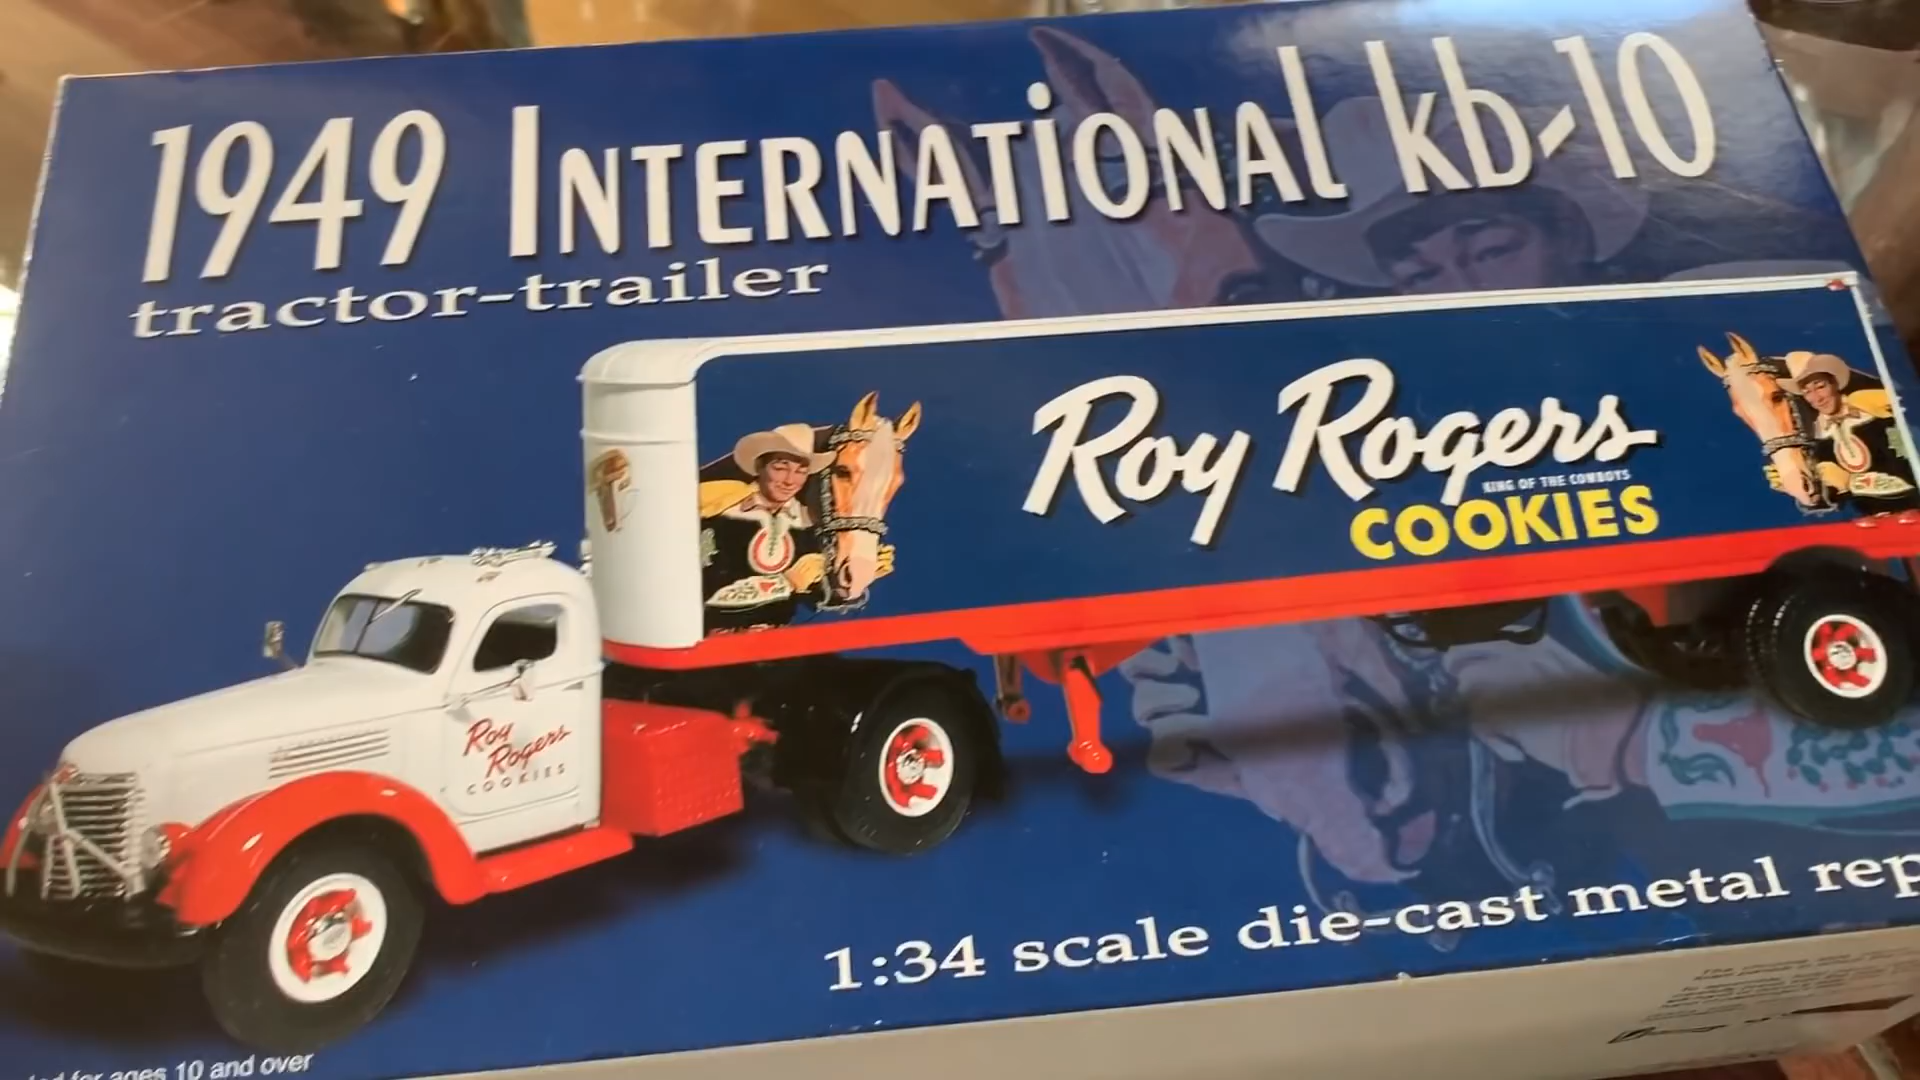 1949 INTERNATIONAL kb-10
tractor-trailer
Roy Rogers
KING OF THE COWBOYS
COOKIES
Roy
Rogers
COOKIES
1:34 scale die-cast metal rep
for ages 10 and over